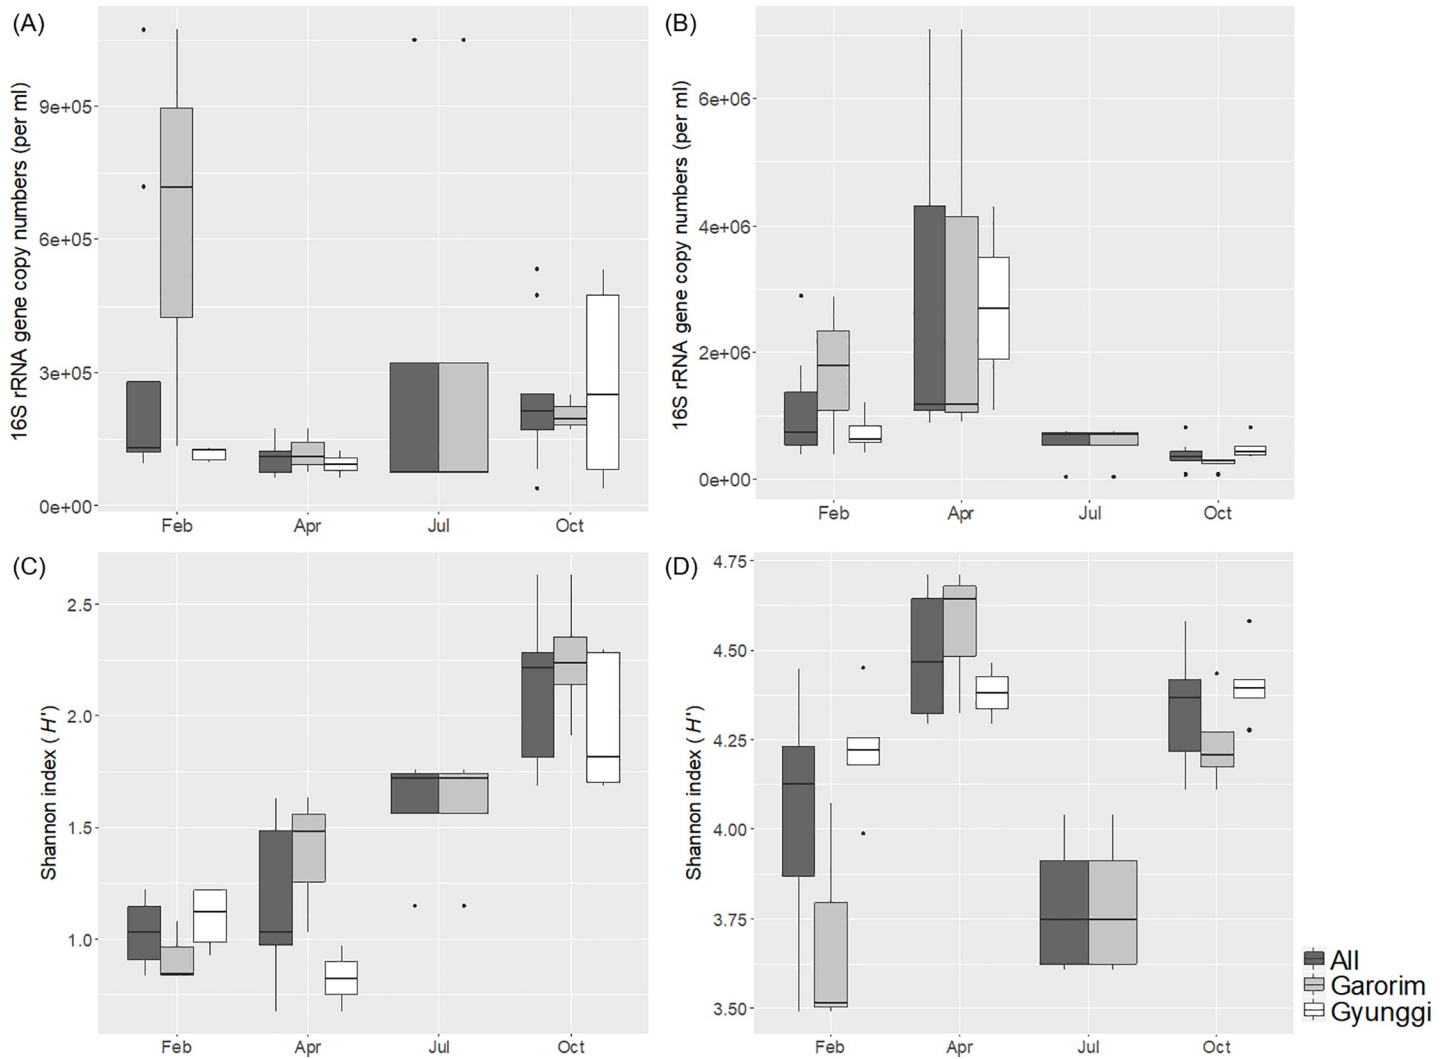 (A)
16S rRNA gene copy numbers (per ml)
9e+05
6e+05
3e+05
0e+00
Feb Apr Jul Oct
(B)
16S rRNA gene copy numbers (per ml)
6e+06
4e+06
2e+06
0e+00
Feb Apr Jul Oct
(C)
Shannon index ( H')
2.5
2.0
1.5
1.0
Feb Apr Jul Oct
(D)
Shannon index ( H')
4.75
4.50
4.25
4.00
3.75
3.50
Feb Apr Jul Oct
All
Garorim
Gyunggi